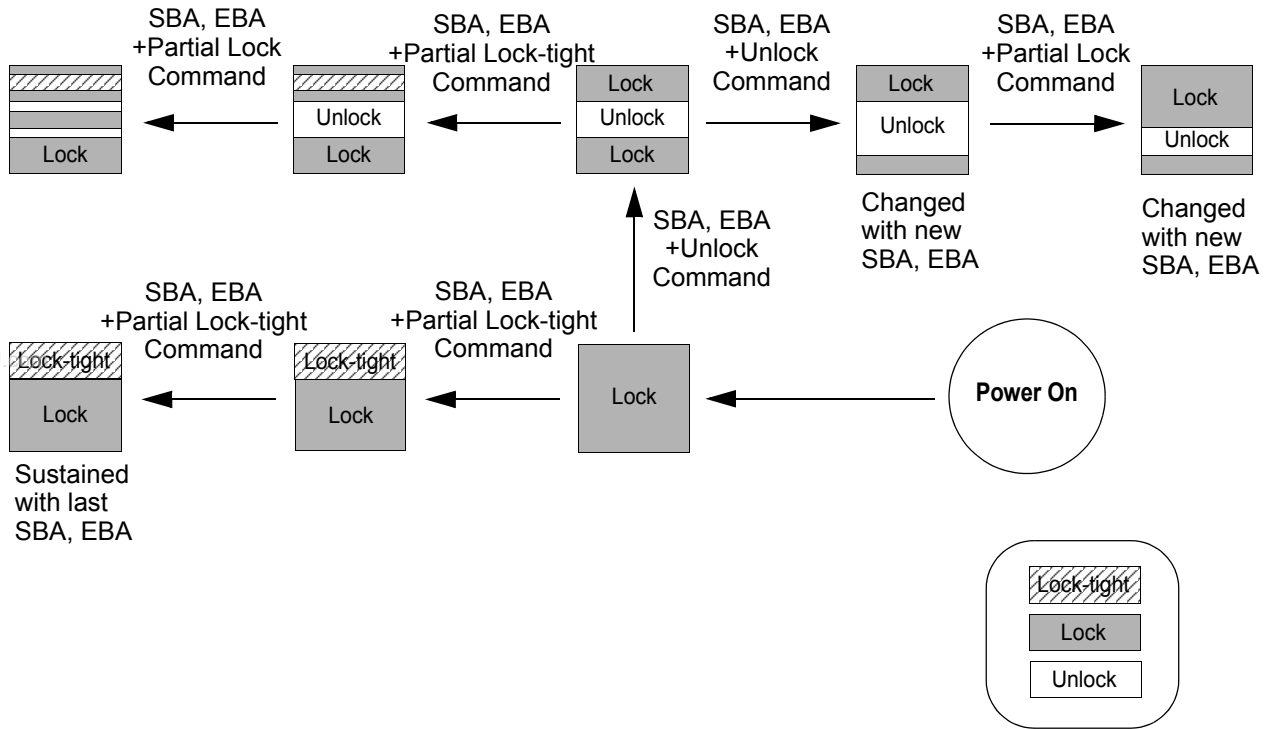 SBA, EBA
+Partial Lock
Command
SBA, EBA
+Partial Lock-tight
Command
SBA, EBA
+Unlock
Command
SBA, EBA
+Partial Lock
Command
Lock
Unlock
Lock
Lock
Unlock
Lock
Lock
Unlock
Lock
Unlock
Changed
with new
SBA, EBA
Changed
with new
SBA, EBA
SBA, EBA
+Unlock
Command
SBA, EBA
+Partial Lock-tight
Command
SBA, EBA
+Partial Lock-tight
Command
Lock-tight
Lock
Lock-tight
Lock
Lock
Power On
Sustained
with last
SBA, EBA
Lock-tight
Lock
Unlock